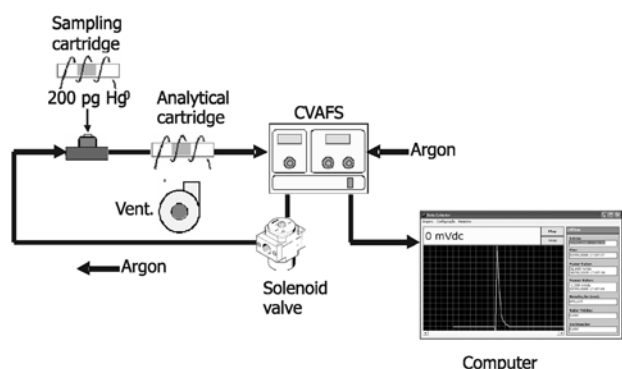 Sampling
cartridge
200 pg Hg⁰
Analytical
cartridge
CVAFS
Argon
Vent.
Argon
Solenoid
valve
0 mVdc
Computer